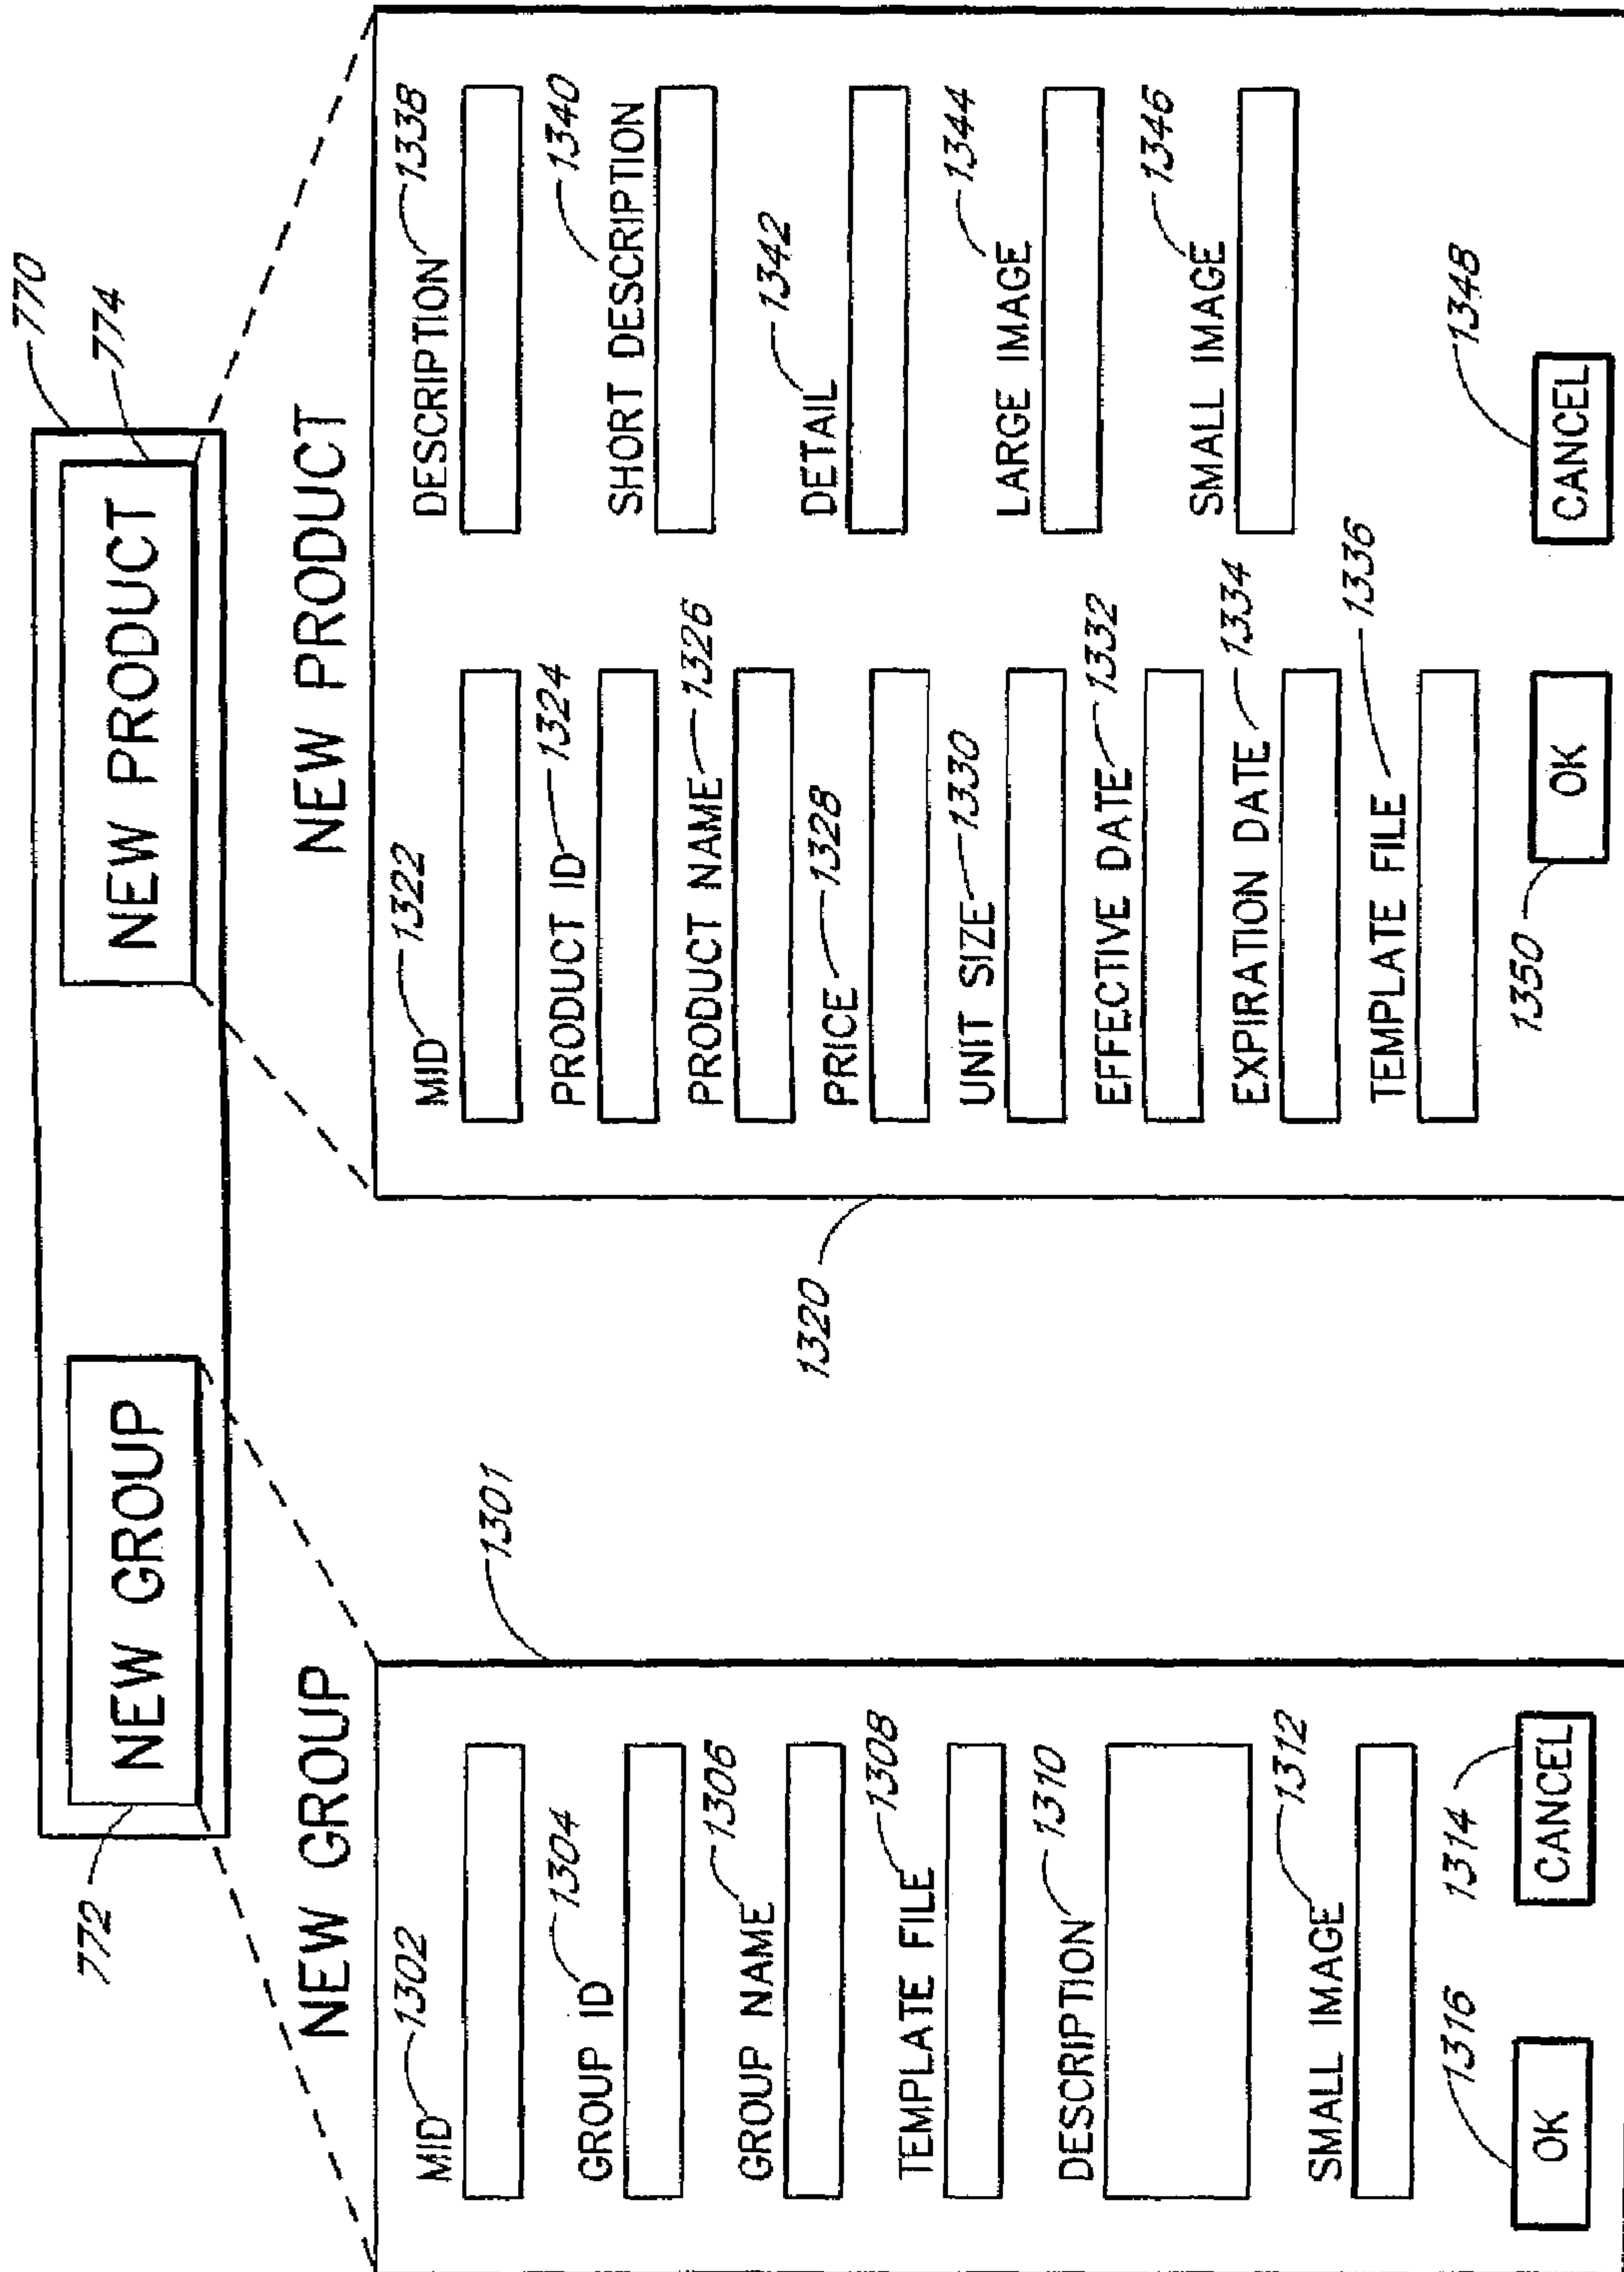 770
774
772
NEW GROUP
NEW PRODUCT
NEW GROUP
1301
MID 1302
GROUP ID 1304
GROUP NAME 1306
TEMPLATE FILE 1308
DESCRIPTION 1310
SMALL IMAGE 1312
1316
1314
OK
CANCEL
NEW PRODUCT
1320
MID 1322
PRODUCT ID 1324
PRODUCT NAME 1326
PRICE 1328
UNIT SIZE 1330
EFFECTIVE DATE 1332
EXPIRATION DATE 1334
TEMPLATE FILE 1336
DESCRIPTION 1338
1340
SHORT DESCRIPTION
DETAIL 1342
LARGE IMAGE 1344
SMALL IMAGE 1346
1350
1348
OK
CANCEL